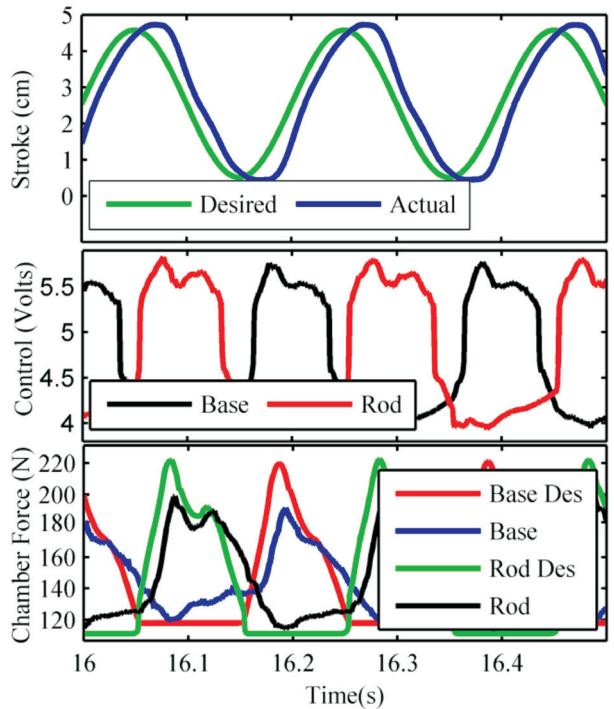 5
4
3
2
1
0
Stroke (cm)
Desired
Actual
5.5
5
4.5
4
Control (Volts)
Base
Rod
220
200
180
160
140
120
Chamber Force (N)
Base Des
Base
Rod Des
Rod
16
16.1
16.2
16.3
16.4
Time(s)